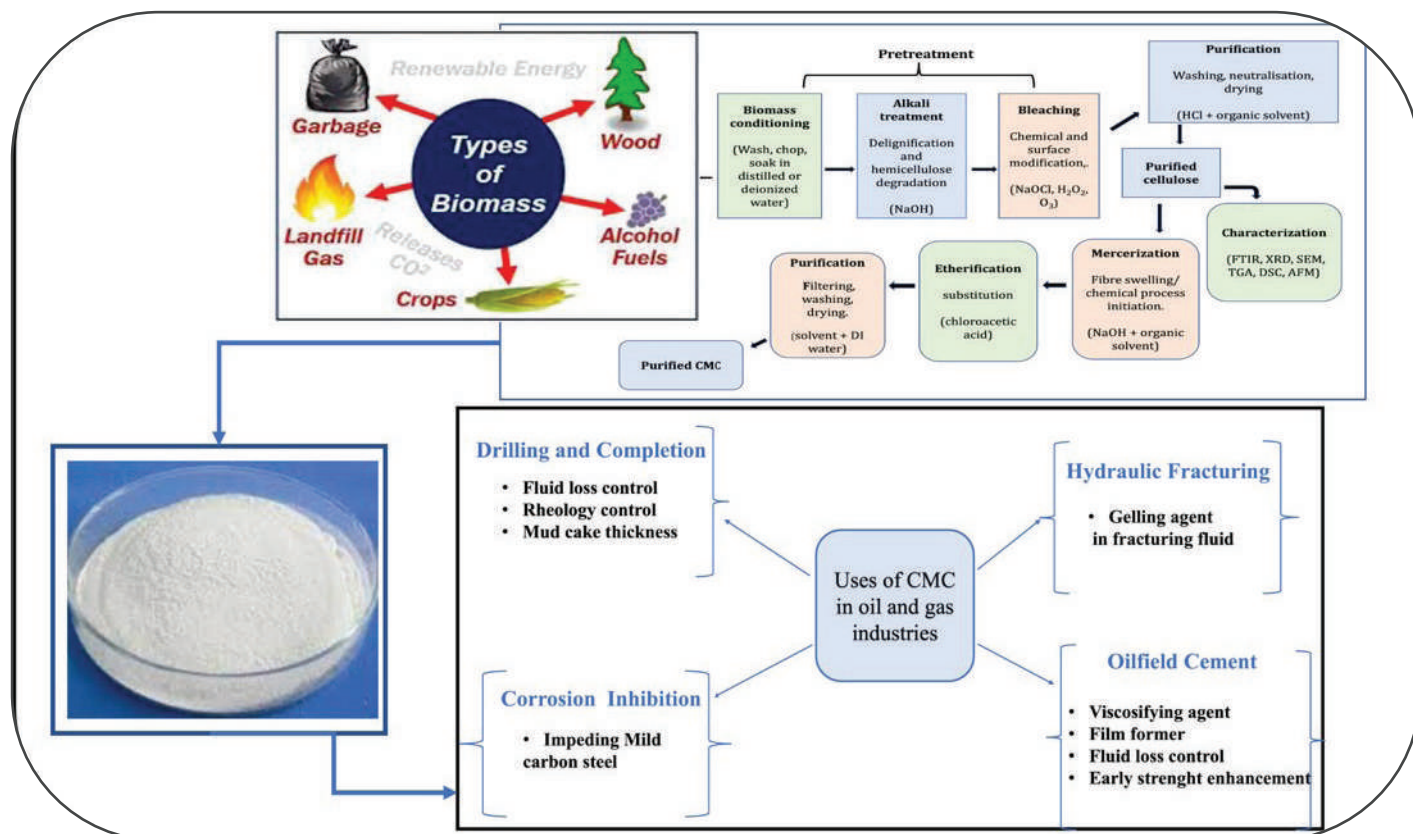 Renewable Energy
Garbage
Wood
Types
of
Biomass
Landfill
Gas
Releases
CO²
Alcohol
Fuels
Crops
Pretreatment
Biomass
conditioning
(Wash, chop,
soak in
distilled or
deionized
water)
Alkali
treatment
Delignification
and
hemicellulose
degradation
(NaOH)
Bleaching
Chemical and
surface
modification,.
(NaOCl, H₂O₂,
O₃)
Purification
Washing, neutralisation,
drying
(HCl + organic solvent)
Purified
cellulose
Characterization
(FTIR, XRD, SEM,
TGA, DSC, AFM)
Mercerization
Fibre swelling/
chemical process
initiation.
(NaOH + organic
solvent)
Etherification
substitution
(chloroacetic
acid)
Purification
Filtering,
washing,
drying.
(solvent + DI
water)
Purified CMC
Drilling and Completion
• Fluid loss control
• Rheology control
• Mud cake thickness
Hydraulic Fracturing
• Gelling agent
in fracturing fluid
Uses of CMC
in oil and gas
industries
Corrosion Inhibition
• Impeding Mild
carbon steel
Oilfield Cement
• Viscosifying agent
• Film former
• Fluid loss control
• Early strenght enhancement